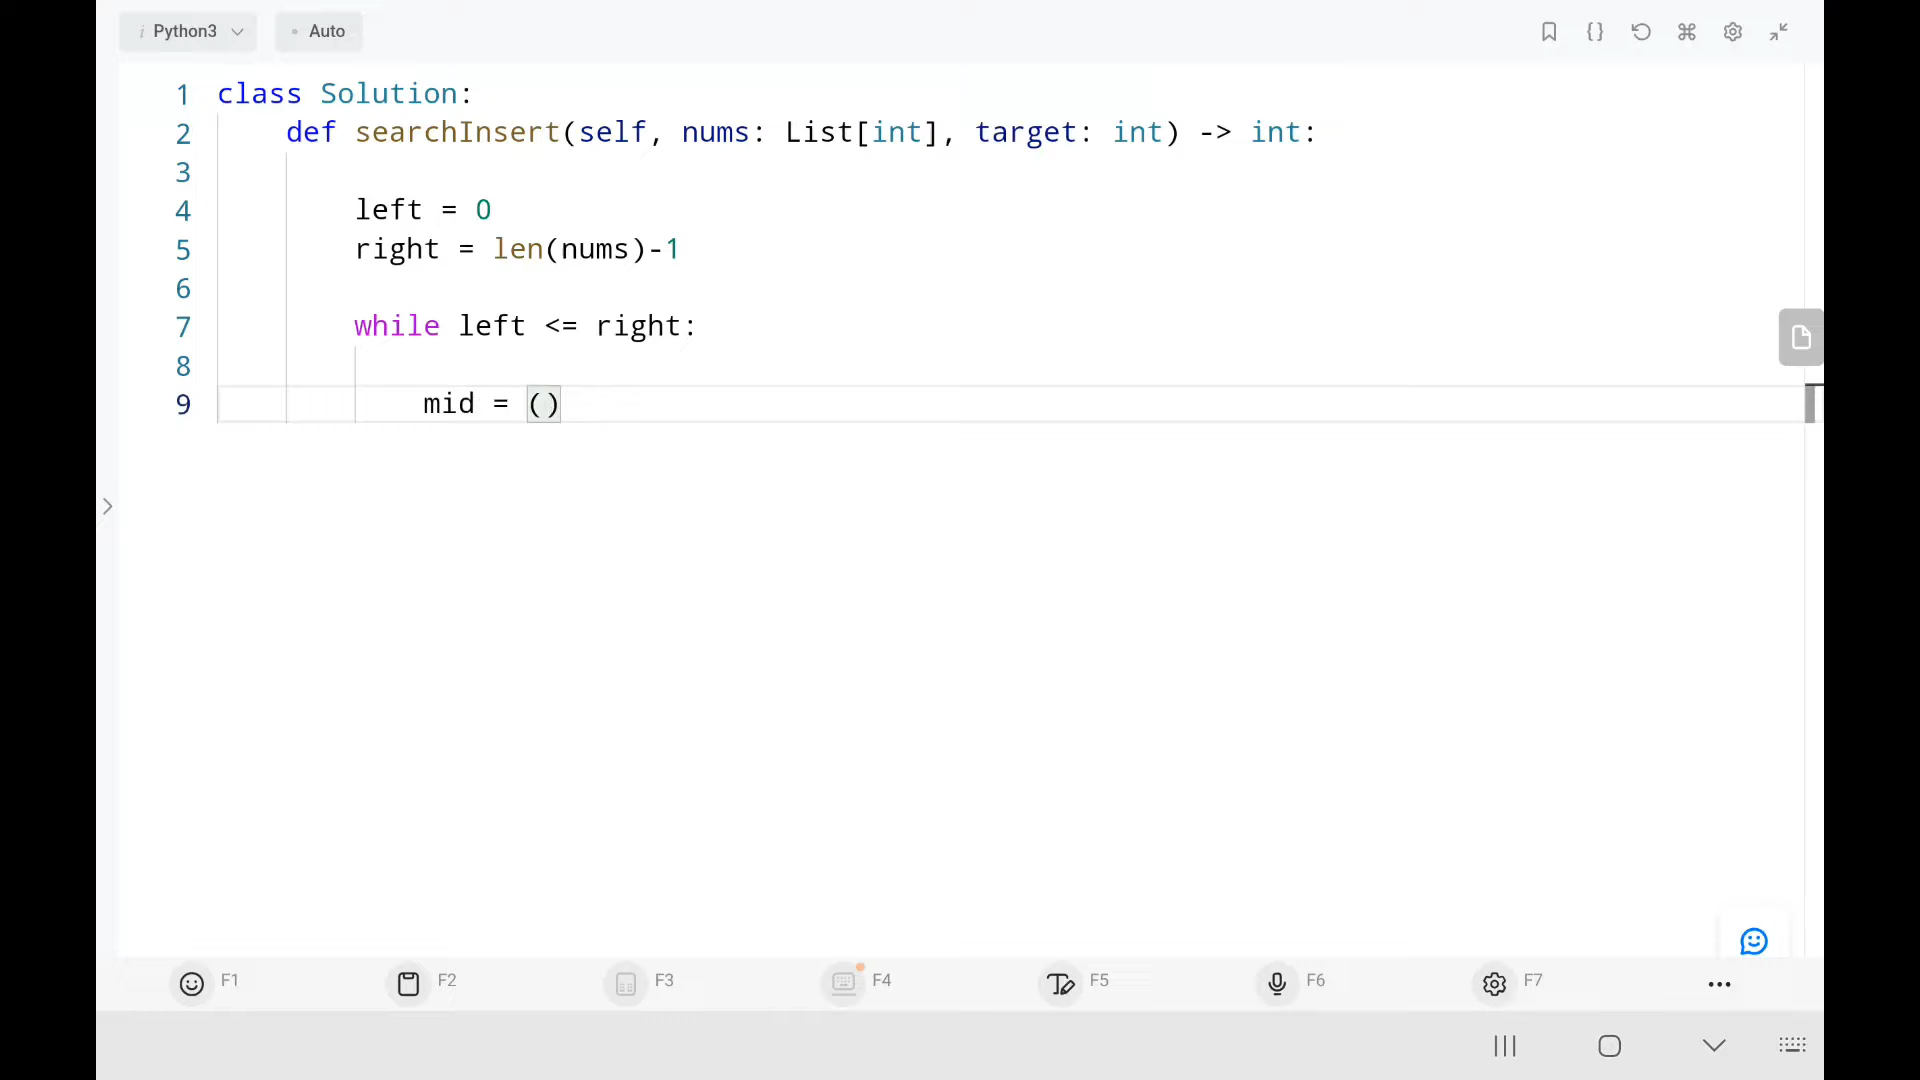 i Python3
Auto
1 class Solution:
2 def searchInsert(self, nums: List[int], target: int) -> int:
3
4 left = 0
5 right = len(nums)-1
6
7 while left <= right:
8
9 mid = ()
F1 F2 F3 F4 F5 F6 F7